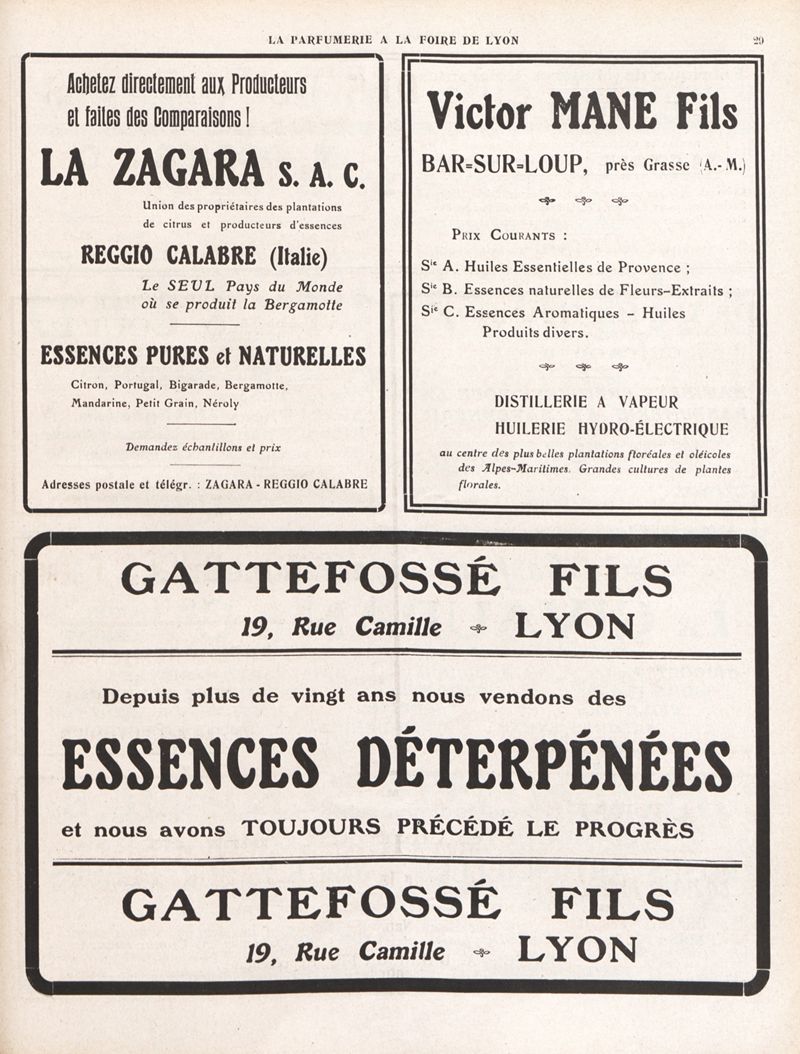 LA PARFUMERIE A LA FOIRE DE LYON
29
Achetez directement aux Producteurs
et faites des Comparaisons !
LA ZAGARA S. A. C.
Union des propriétaires des plantations
de citrus et producteurs d'essences
REGGIO CALABRE (Italie)
Le SEUL Pays du Monde
où se produit la Bergamotte
ESSENCES PURES et NATURELLES
Citron, Portugal, Bigarade, Bergamotte,
Mandarine, Petit Grain, Néroly
Demandez échantillons et prix
Adresses postale et télégr. : ZAGARA - REGGIO CALABRE
Victor MANE Fils
BAR-SUR-LOUP, près Grasse (A.-M.)
PRIX COURANTS :
Sie A. Huiles Essentielles de Provence ;
Sie B. Essences naturelles de Fleurs-Extraits ;
Sie C. Essences Aromatiques - Huiles
Produits divers.
DISTILLERIE A VAPEUR
HUILERIE HYDRO-ÉLECTRIQUE
au centre des plus belles plantations floréales et oléicoles
des Alpes-Maritimes. Grandes cultures de plantes
florales.
GATTEFOSSÉ FILS
19, Rue Camille LYON
Depuis plus de vingt ans nous vendons des
ESSENCES DÉTERPÉNÉES
et nous avons TOUJOURS PRÉCÉDÉ LE PROGRÈS
GATTEFOSSÉ FILS
19, Rue Camille LYON